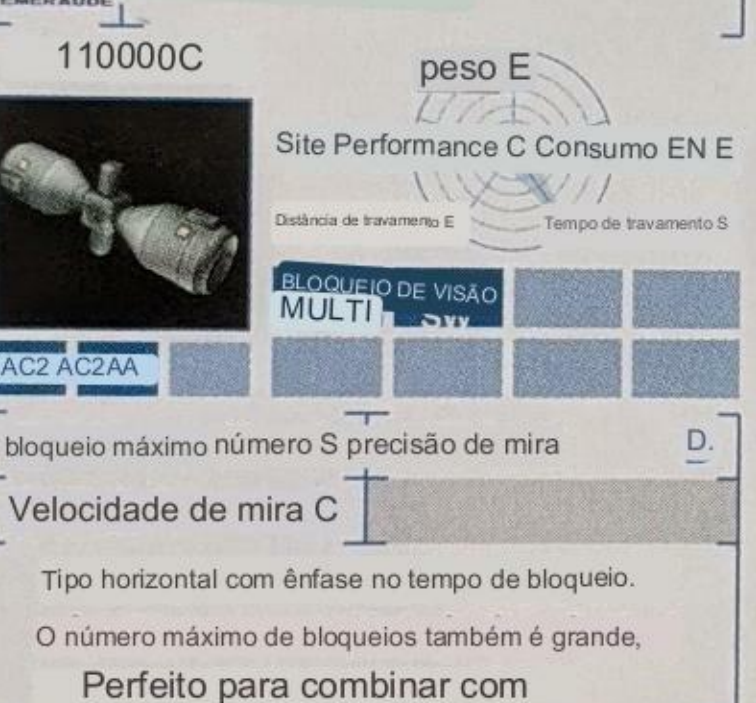 EMERAUDE
110000C
peso E
Site Performance C Consumo EN E
Distância de travamento E
Tempo de travamento S
BLOQUEIO DE VISÃO
MULTI
AC2 AC2AA
bloqueio máximo número S precisão de mira D.
Velocidade de mira C
Tipo horizontal com ênfase no tempo de bloqueio.
O número máximo de bloqueios também é grande,
Perfeito para combinar com